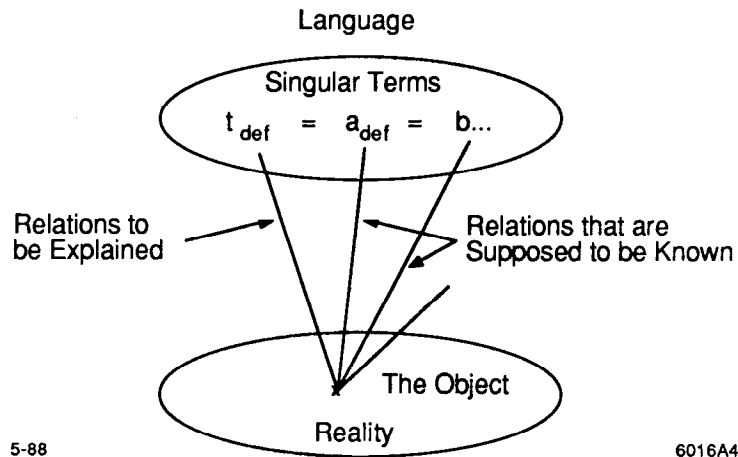 Language
Singular Terms
t def = a def = b...
Relations to
be Explained
Relations that are
Supposed to be Known
The Object
Reality
5-88
6016A4